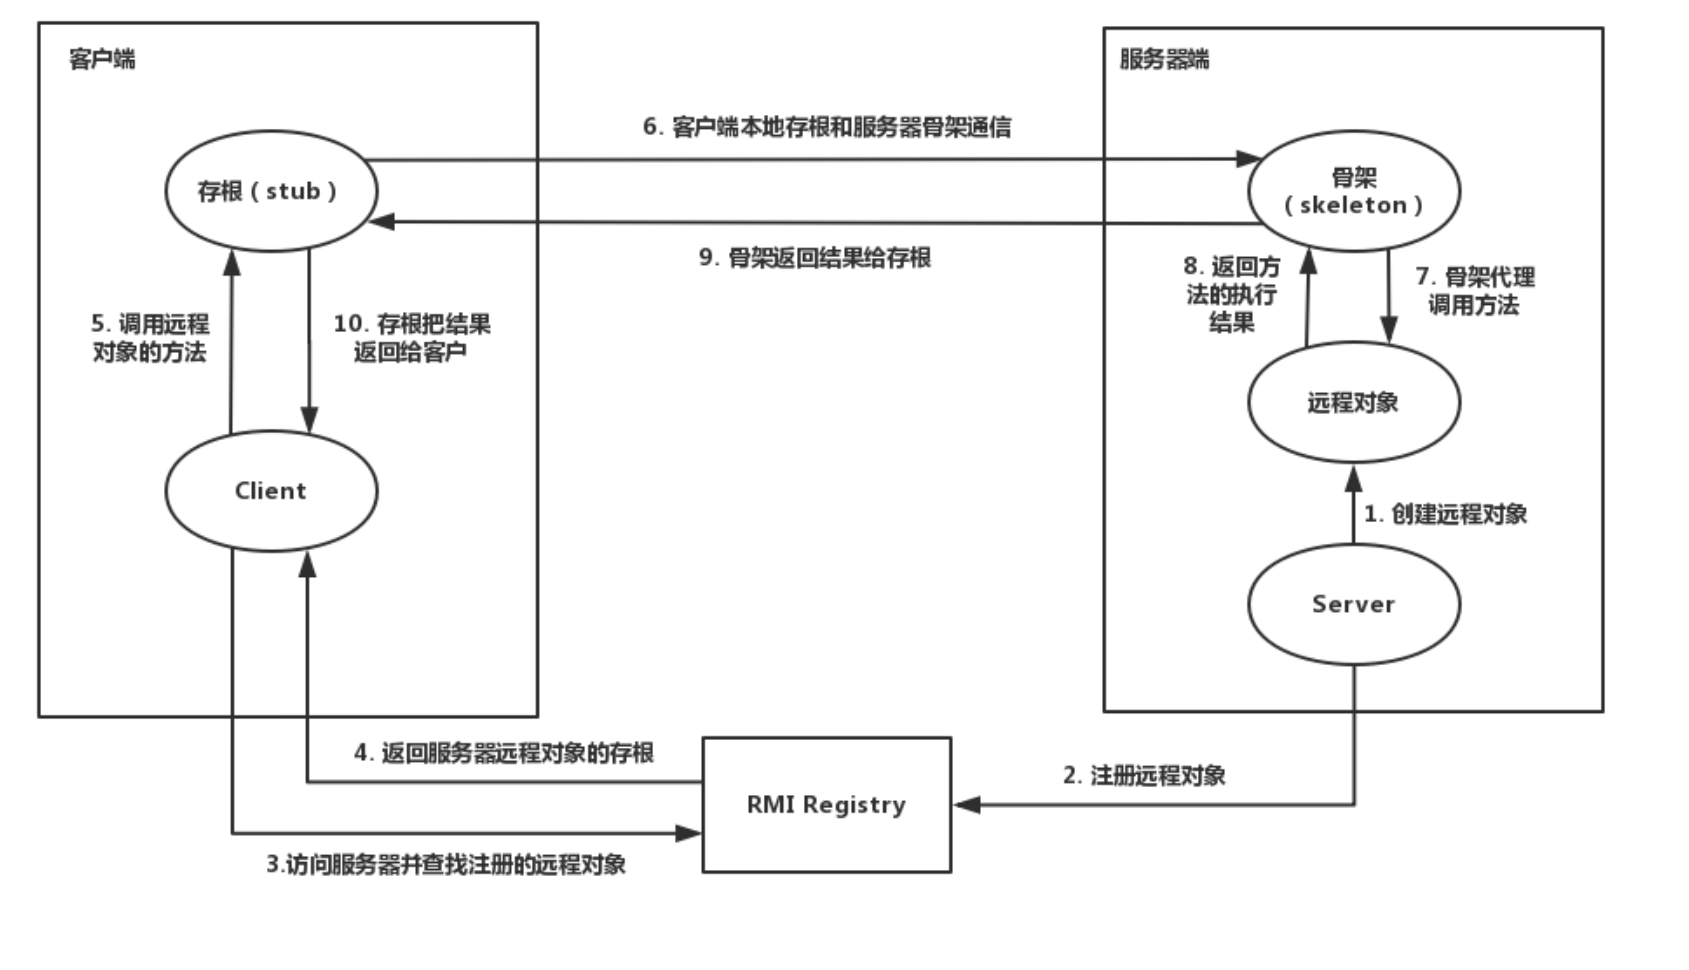 客户端
服务器端
6. 客户端本地存根和服务器骨架通信
存根（stub）
骨架
（skeleton）
9. 骨架返回结果给存根
8. 返回方
法的执行
结果
7. 骨架代理
调用方法
5. 调用远程
对象的方法
10. 存根把结果
返回给客户
远程对象
Client
1. 创建远程对象
Server
4. 返回服务器远程对象的存根
2. 注册远程对象
RMI Registry
3.访问服务器并查找注册的远程对象